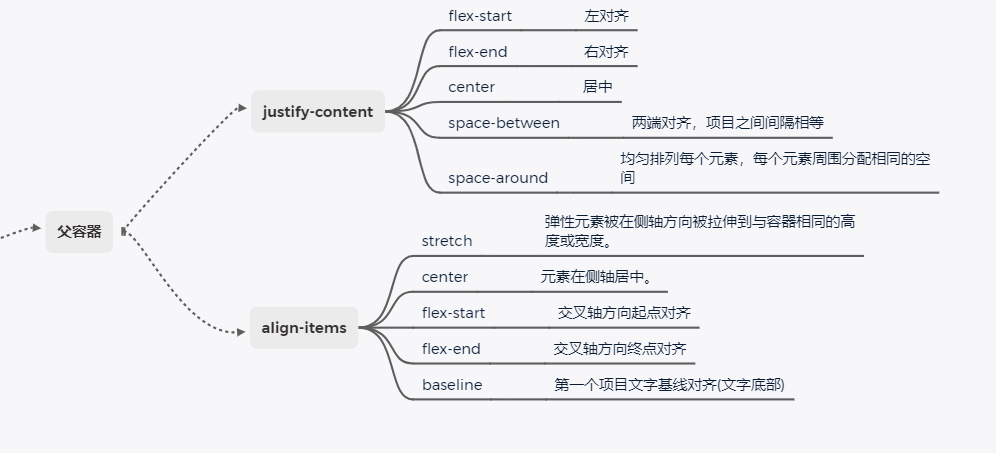 flex-start 左对齐
flex-end 右对齐
center 居中
justify-content
space-between 两端对齐，项目之间间隔相等
均匀排列每个元素，每个元素周围分配相同的空
间
space-around
父容器
弹性元素被在侧轴方向被拉伸到与容器相同的高
度或宽度。
stretch
center 元素在侧轴居中。
flex-start 交叉轴方向起点对齐
align-items
flex-end 交叉轴方向终点对齐
baseline 第一个项目文字基线对齐(文字底部)